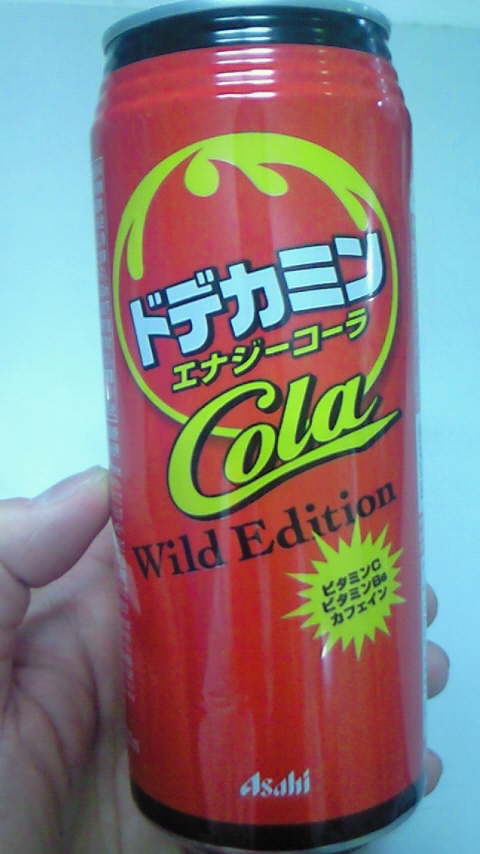 ドデカミン
エナジーコーラ
Cola
Wild Edition
ビタミンC
ビタミンB6
カフェイン
Asahi